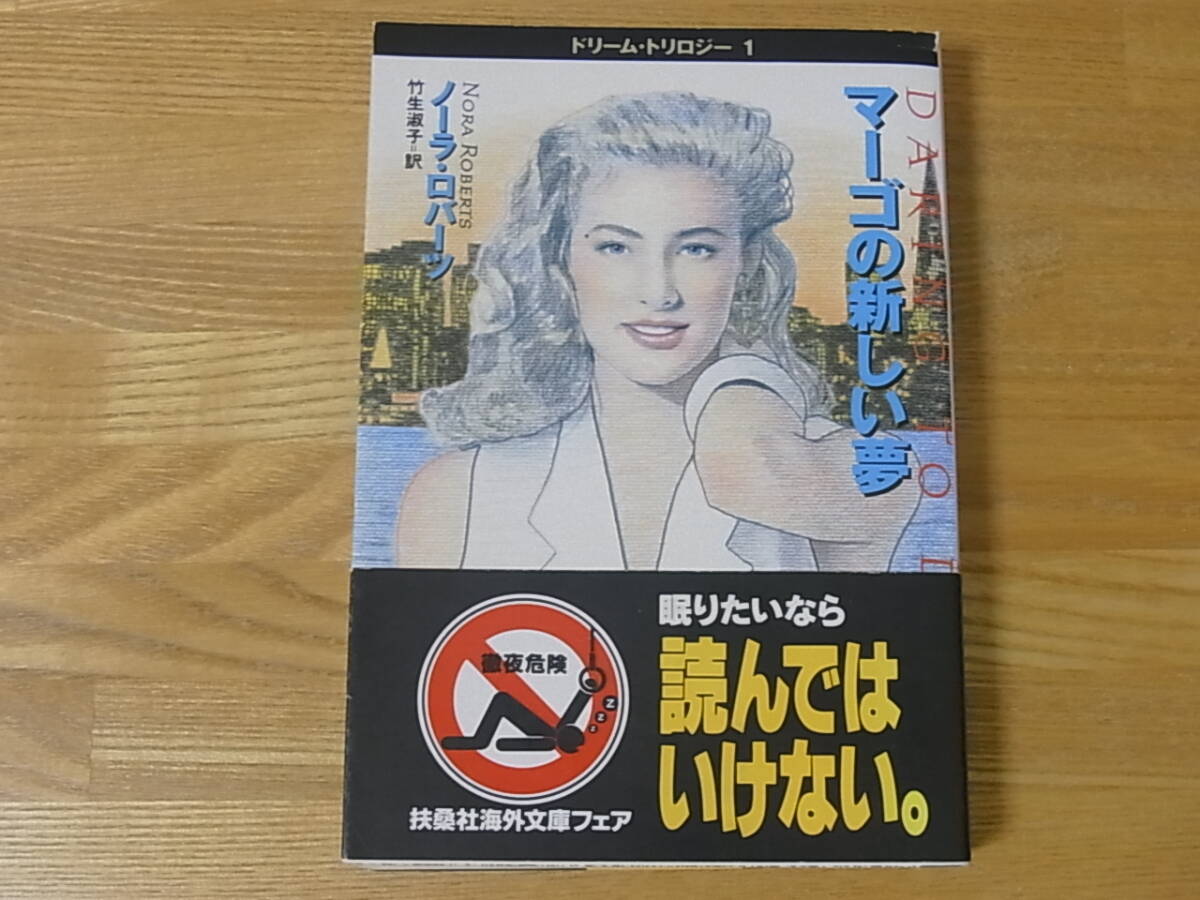 ドリーム・トリロジー 1
DARING TO
マーゴの新しい夢
NORA ROBERTS
ノーラ・ロバーツ
竹生淑子=訳
徹夜危険
z z z
扶桑社海外文庫フェア
眠りたいなら
読んでは
いけない。